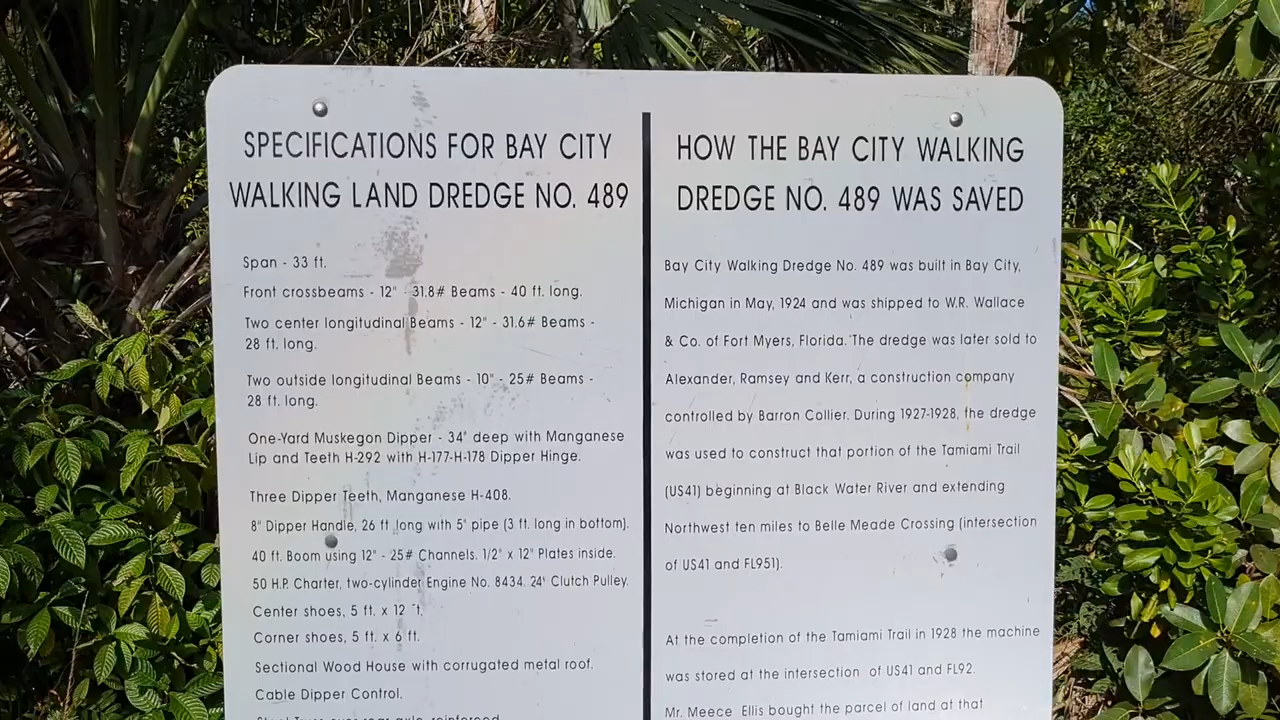 SPECIFICATIONS FOR BAY CITY
WALKING LAND DREDGE NO. 489
Span - 33 ft.
Front crossbeams - 12" - 31.8# Beams - 40 ft. long.
Two center longitudinal Beams - 12" - 31.6# Beams -
28 ft. long.
Two outside longitudinal Beams - 10" - 25# Beams -
28 ft. long.
One-Yard Muskegon Dipper - 34" deep with Manganese
Lip and Teeth H-292 with H-177-H-178 Dipper Hinge.
Three Dipper Teeth, Manganese H-408.
8" Dipper Handle, 26 ft long with 5" pipe (3 ft. long in bottom).
40 ft. Boom using 12" - 25# Channels. 1/2" x 12" Plates inside.
50 H.P. Charter, two-cylinder Engine No. 8434. 24" Clutch Pulley.
Center shoes, 5 ft. x 12 ft.
Corner shoes, 5 ft. x 6 ft.
Sectional Wood House with corrugated metal roof.
Cable Dipper Control.
Steel Truss over rear axle, reinforced
HOW THE BAY CITY WALKING
DREDGE NO. 489 WAS SAVED
Bay City Walking Dredge No. 489 was built in Bay City,
Michigan in May, 1924 and was shipped to W.R. Wallace
& Co. of Fort Myers, Florida. The dredge was later sold to
Alexander, Ramsey and Kerr, a construction company
controlled by Barron Collier. During 1927-1928, the dredge
was used to construct that portion of the Tamiami Trail
(US41) beginning at Black Water River and extending
Northwest ten miles to Belle Meade Crossing (intersection
of US41 and FL951).
At the completion of the Tamiami Trail in 1928 the machine
was stored at the intersection of US41 and FL92.
Mr. Meece Ellis bought the parcel of land at that